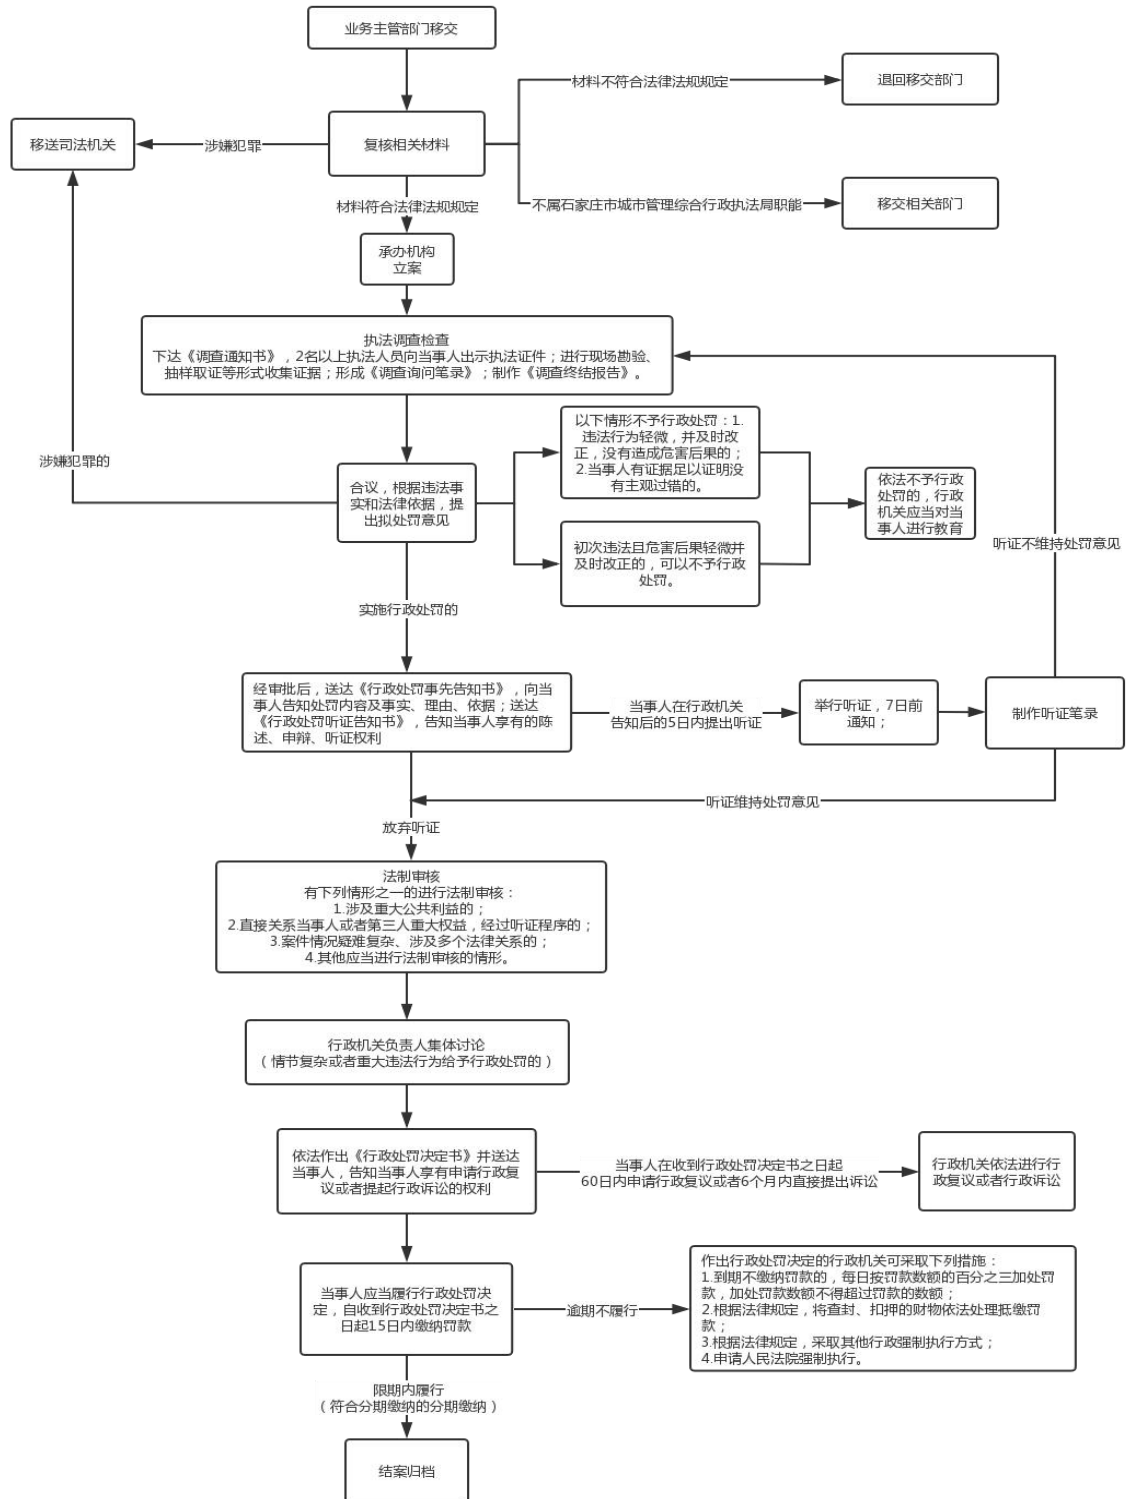 业务主管部门移交
材料不符合法律法规规定
退回移交部门
移送司法机关
涉嫌犯罪
复核相关材料
不属石家庄市城市管理综合行政执法局职能
移交相关部门
材料符合法律法规规定
承办机构
立案
执法调查检查
下达《调查通知书》，2名以上执法人员向当事人出示执法证件；进行现场勘验、
抽样取证等形式收集证据；形成《调查询问笔录》；制作《调查终结报告》。
涉嫌犯罪的
合议，根据违法事
实和法律依据，提
出拟处罚意见
以下情形不予行政处罚：1.
违法行为轻微，并及时改
正，没有造成危害后果的；
2.当事人有证据足以证明没
有主观过错的。
初次违法且危害后果轻微并
及时改正的，可以不予行政
处罚。
依法不予行政
处罚的，行政
机关应当对当
事人进行教育
听证不维持处罚意见
实施行政处罚的
经审批后，送达《行政处罚事先告知书》，向当
事人告知处罚内容及事实、理由、依据；送达
《行政处罚听证告知书》，告知当事人享有的陈
述、申辩、听证权利
当事人在行政机关
告知后的5日内提出听证
举行听证，7日前
通知；
制作听证笔录
听证维持处罚意见
放弃听证
法制审核
有下列情形之一的进行法制审核：
1.涉及重大公共利益的；
2.直接关系当事人或者第三人重大权益，经过听证程序的；
3.案件情况疑难复杂、涉及多个法律关系的；
4.其他应当进行法制审核的情形。
行政机关负责人集体讨论
（情节复杂或者重大违法行为给予行政处罚的）
依法作出《行政处罚决定书》并送达
当事人，告知当事人享有申请行政复
议或者提起行政诉讼的权利
当事人在收到行政处罚决定书之日起
60日内申请行政复议或者6个月内直接提出诉讼
行政机关依法进行行
政复议或者行政诉讼
当事人应当履行行政处罚决
定，自收到行政处罚决定书之
日起15日内缴纳罚款
逾期不履行
作出行政处罚决定的行政机关可采取下列措施：
1.到期不缴纳罚款的，每日按罚款数额的百分之三加处罚
款，加处罚款数额不得超过罚款的数额；
2.根据法律规定，将查封、扣押的财物依法处理抵缴罚
款；
3.根据法律规定，采取其他行政强制执行方式；
4.申请人民法院强制执行。
限期内履行
（符合分期缴纳的分期缴纳）
结案归档